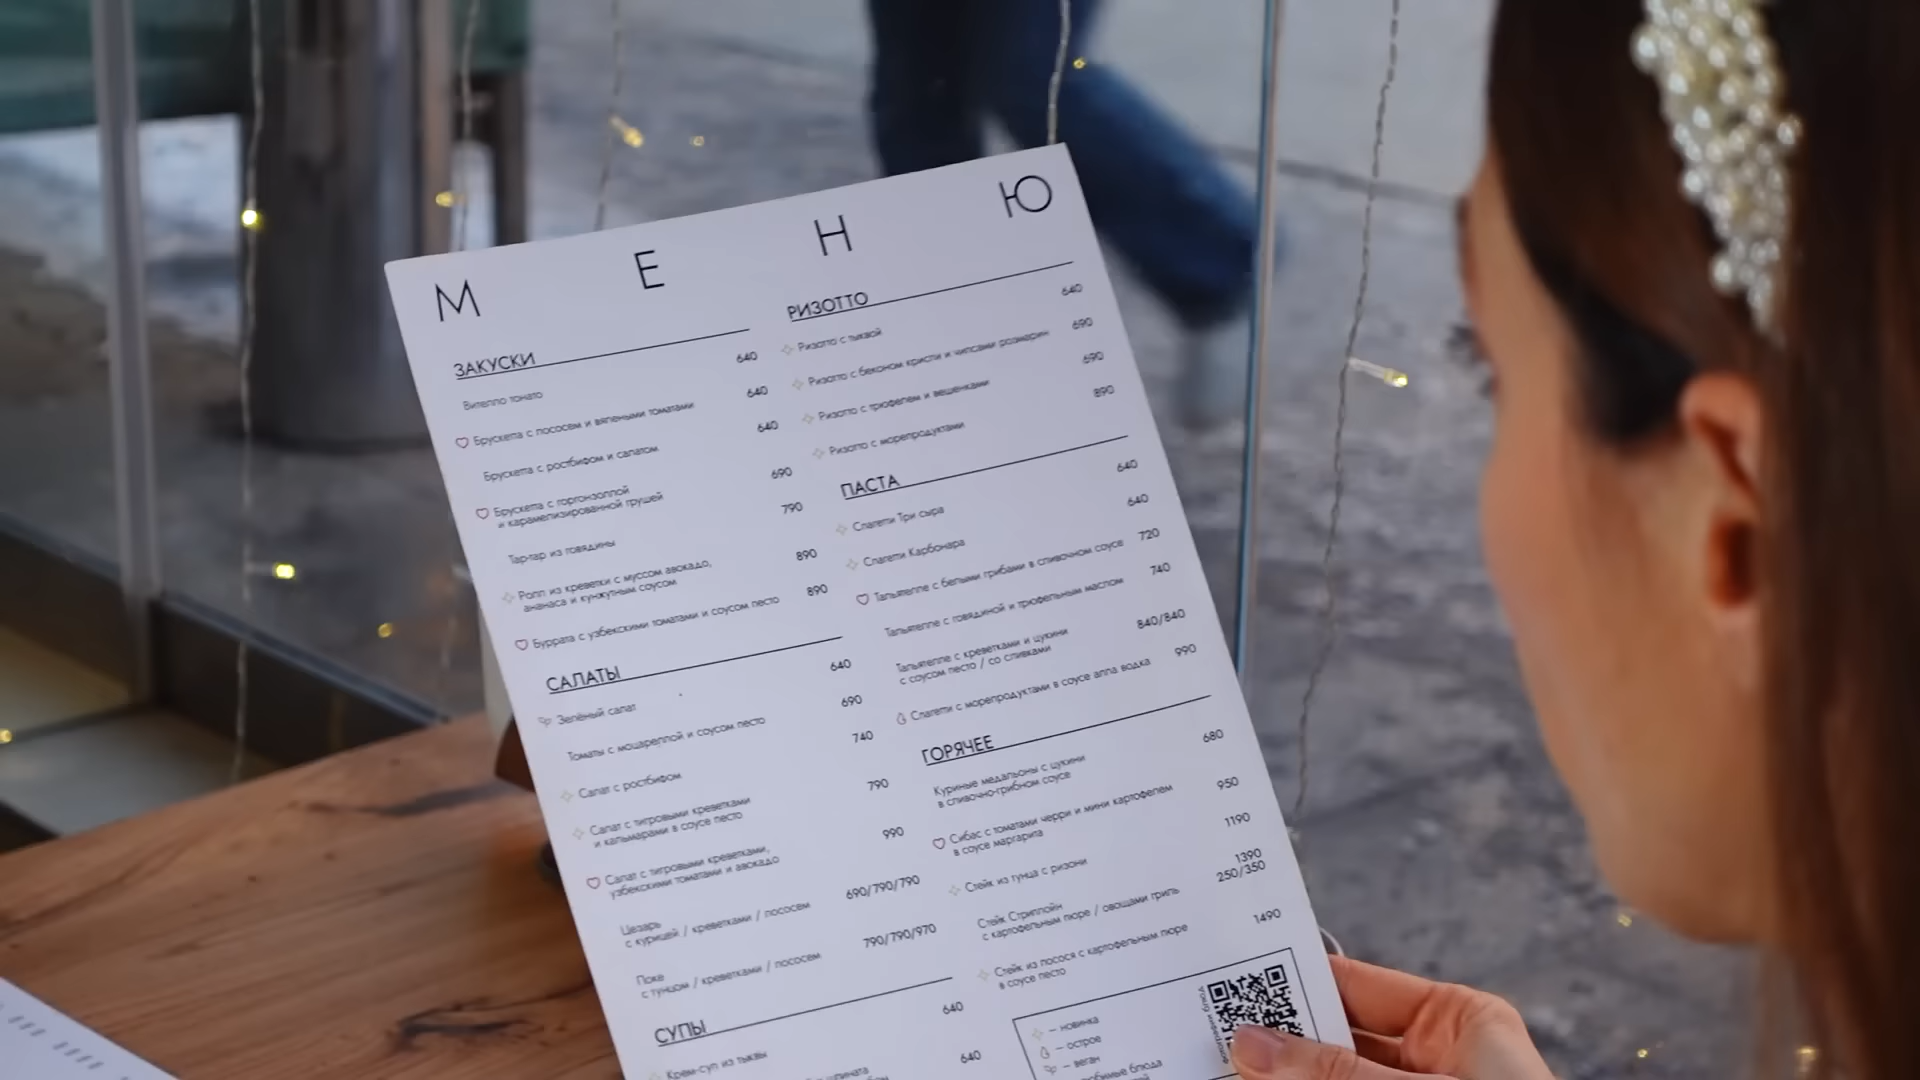 МЕНЮ
ЗАКУСКИ
Вителло тонато 640
Брускетта с лососем и вялеными томатами 640
Брускетта с ростбифом и салатом 640
Брускетта с горгонзоллой
и карамелизированной грушей 690
Тар-тар из говядины 790
Ролл из креветки с муссом авокадо,
ананаса и кунжутным соусом 890
Буррата с узбекскими томатами и соусом песто 890
САЛАТЫ
Зелёный салат 640
Томаты с моцареллой и соусом песто 690
Салат с ростбифом 740
Салат с тигровыми креветками
и кальмарами в соусе песто 790
Салат с тигровыми креветками,
узбекскими томатами и авокадо 990
Цезарь
с курицей / креветками / лососем 690/790/790
Поке
с тунцом / креветками / лососем 790/790/970
СУПЫ
Крем-суп из тыквы 640
640
РИЗОТТО
Ризотто с тыквой 640
Ризотто с беконом криспи и чипсами розмарин 690
Ризотто с трюфелем и вешенками 690
Ризотто с морепродуктами 890
ПАСТА
Спагетти Три сыра 640
Спагетти Карбонара 640
Тальятелле с белыми грибами в сливочном соусе 720
Тальятелле с говядиной и трюфельным маслом 740
Тальятелле с креветками и цукини
с соусом песто / со сливками 840/840
Спагетти с морепродуктами в соусе алла водка 990
ГОРЯЧЕЕ
Куриные медальоны с цукини
в сливочно-грибном соусе 680
Сибас с томатами черри и мини картофелем
в соусе маргарита 950
Стейк из тунца с ризони 1190
Стейк Стриплойн 1390
с картофельным пюре / овощами гриль 250/350
Стейк из лосося с картофельным пюре
в соусе песто 1490
– новинка
– острое
– веган
блюда